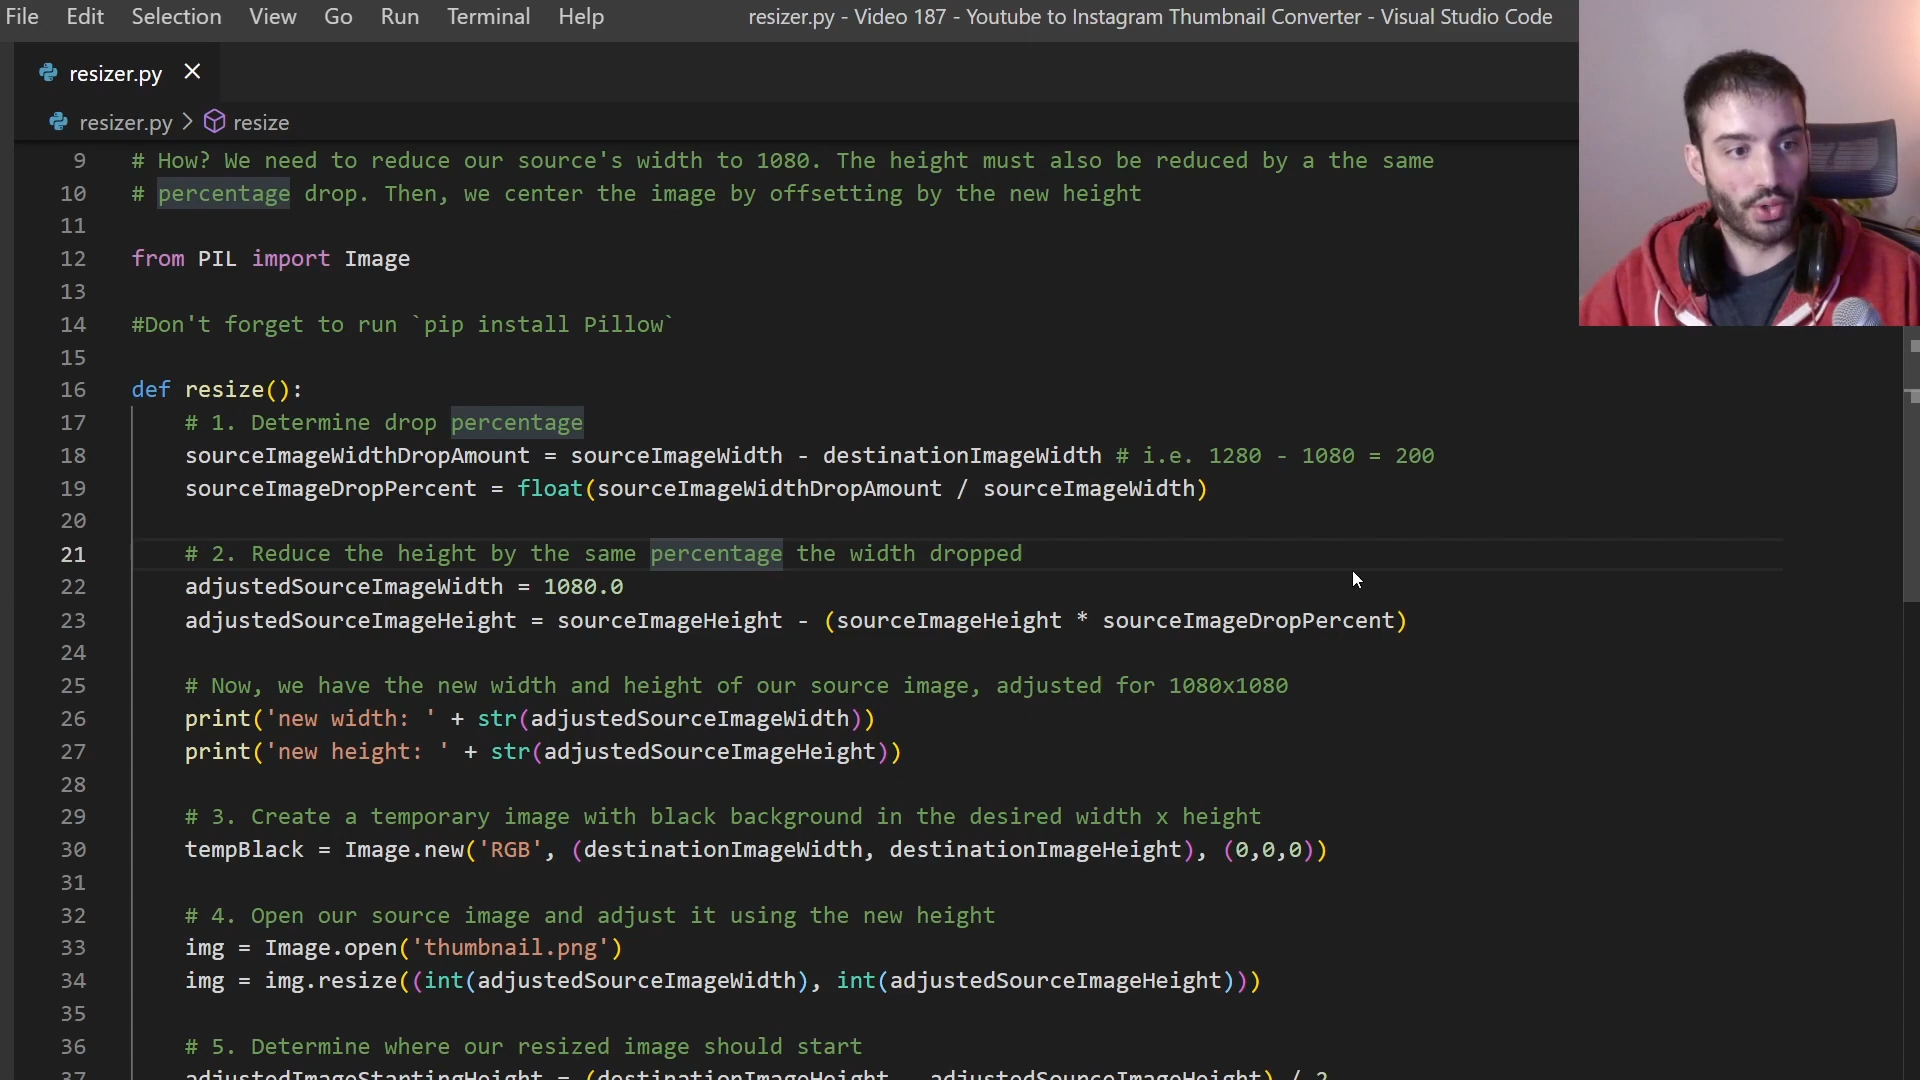 File Edit Selection View Go Run Terminal Help resizer.py - Video 187 - Youtube to Instagram Thumbnail Converter - Visual Studio Code
resizer.py
resizer.py > resize
9 # How? We need to reduce our source's width to 1080. The height must also be reduced by a the same
10 # percentage drop. Then, we center the image by offsetting by the new height
11
12 from PIL import Image
13
14 #Don't forget to run `pip install Pillow`
15
16 def resize():
17 # 1. Determine drop percentage
18 sourceImageWidthDropAmount = sourceImageWidth - destinationImageWidth # i.e. 1280 - 1080 = 200
19 sourceImageDropPercent = float(sourceImageWidthDropAmount / sourceImageWidth)
20
21 # 2. Reduce the height by the same percentage the width dropped
22 adjustedSourceImageWidth = 1080.0
23 adjustedSourceImageHeight = sourceImageHeight - (sourceImageHeight * sourceImageDropPercent)
24
25 # Now, we have the new width and height of our source image, adjusted for 1080x1080
26 print('new width: ' + str(adjustedSourceImageWidth))
27 print('new height: ' + str(adjustedSourceImageHeight))
28
29 # 3. Create a temporary image with black background in the desired width x height
30 tempBlack = Image.new('RGB', (destinationImageWidth, destinationImageHeight), (0,0,0))
31
32 # 4. Open our source image and adjust it using the new height
33 img = Image.open('thumbnail.png')
34 img = img.resize((int(adjustedSourceImageWidth), int(adjustedSourceImageHeight)))
35
36 # 5. Determine where our resized image should start
37 adjustedImageStartingHeight = (destinationImageHeight - adjustedSourceImageHeight) / 2